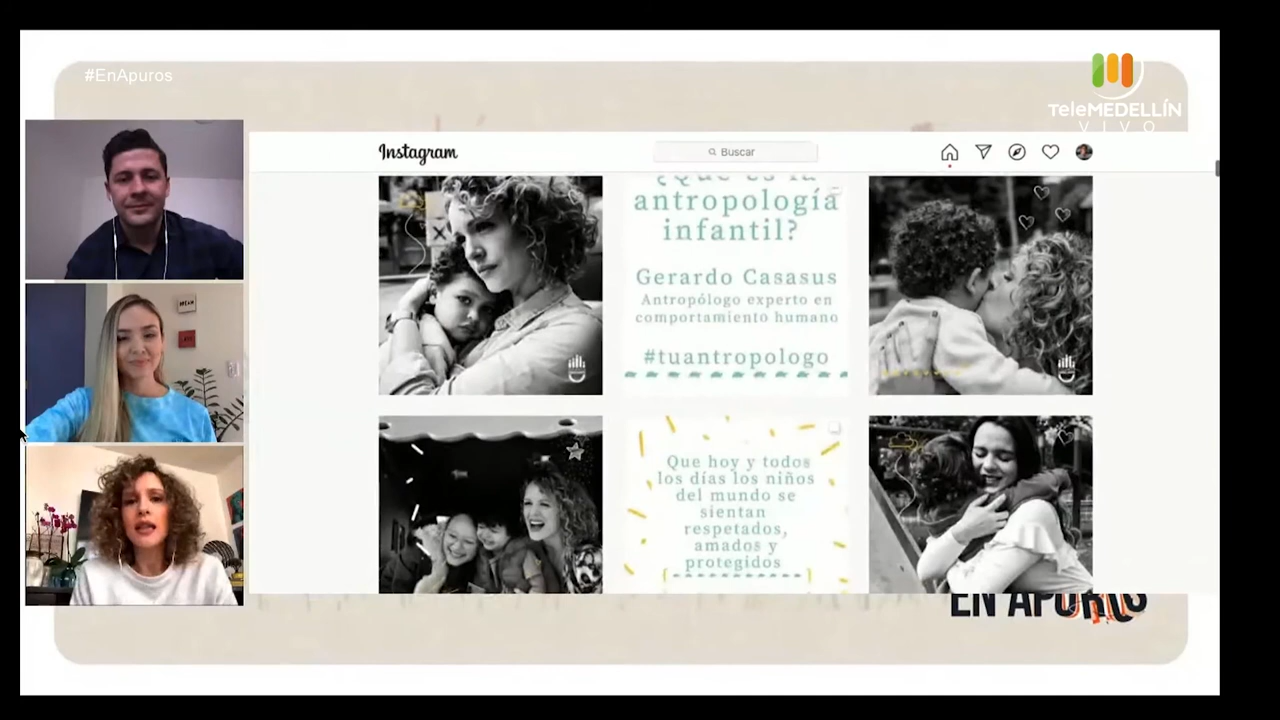 #EnApuros
TeleMEDELLÍN
VIVO
Instagram
Buscar
¿Qué es la
antropología
infantil?
Gerardo Casasus
Antropólogo experto en
comportamiento humano
#tuantropologo
Que hoy y todos
los días los niños
del mundo se
sientan
respetados,
amados y
protegidos
EN APUROS